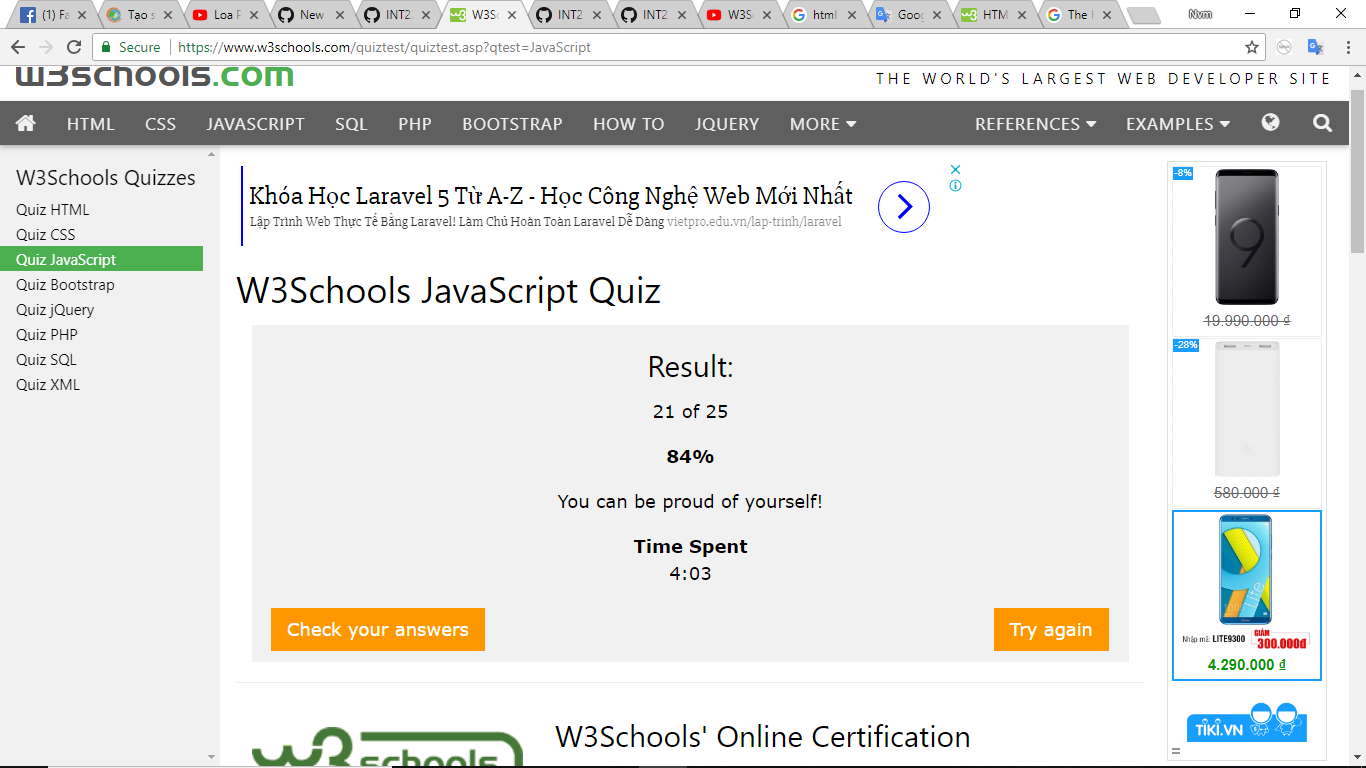 (1) Fa
Tạo s
Loa P
New
INT2
W3Sc
INT2
INT2
W3S
html
Goog
HTM
The
Nvm
Secure
https://www.w3schools.com/quiztest/quiztest.asp?qtest=JavaScript
w3schools.com
THE WORLD'S LARGEST WEB DEVELOPER SITE
HTML CSS JAVASCRIPT SQL PHP BOOTSTRAP HOW TO JQUERY MORE REFERENCES EXAMPLES
W3Schools Quizzes
Quiz HTML
Quiz CSS
Quiz JavaScript
Quiz Bootstrap
Quiz jQuery
Quiz PHP
Quiz SQL
Quiz XML
Khóa Học Laravel 5 Từ A-Z - Học Công Nghệ Web Mới Nhất
Lập Trình Web Thực Tế Bằng Laravel! Làm Chủ Hoàn Toàn Laravel Dễ Dàng vietpro.edu.vn/lap-trinh/laravel
W3Schools JavaScript Quiz
Result:
21 of 25
84%
You can be proud of yourself!
Time Spent
4:03
Check your answers
Try again
w3schools
W3Schools' Online Certification
-8%
9
19.990.000 ₫
-28%
580.000 ₫
Nhập mã: LITE9300
GIẢM
300.000đ
4.290.000 ₫
TIKI.VN